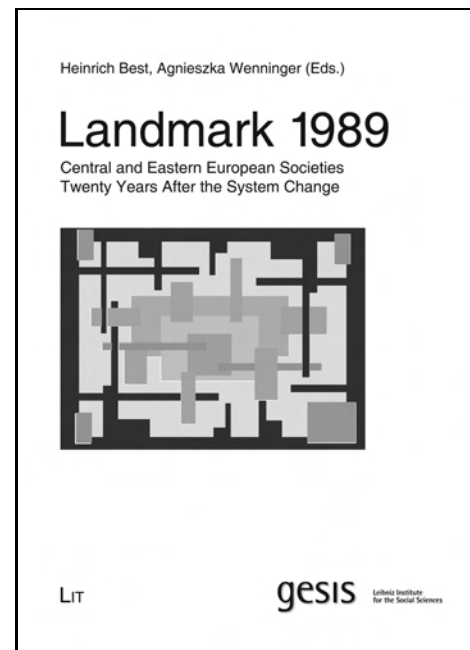 Heinrich Best, Agnieszka Wenninger (Eds.)
Landmark 1989
Central and Eastern European Societies
Twenty Years After the System Change
LIT
gesis
Leibniz Institute
for the Social Sciences